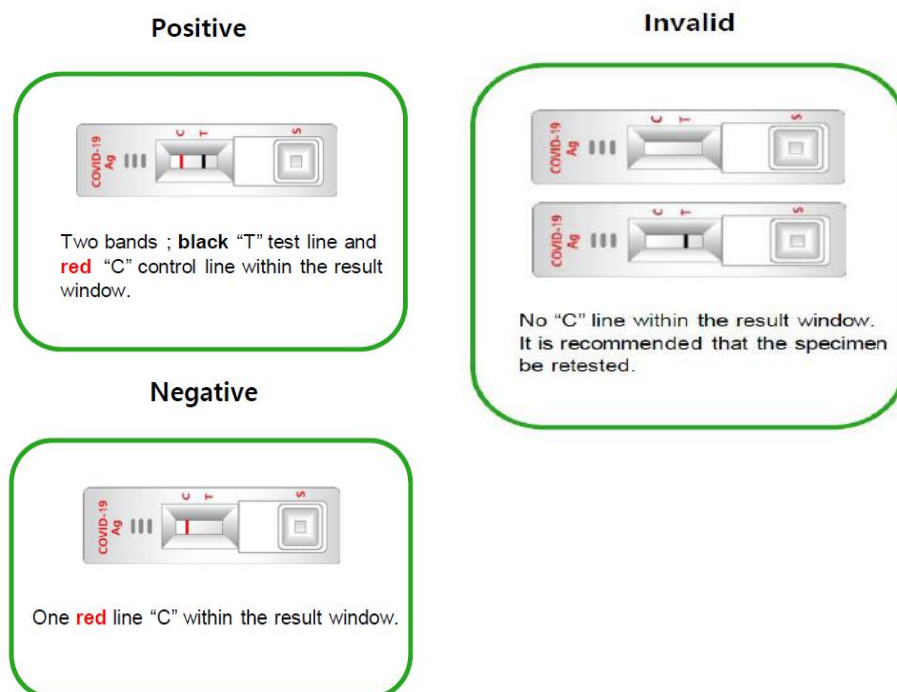 Positive
COVID-19
Ag
C
T
S
Two bands ; black “T” test line and
red “C” control line within the result
window.
Negative
COVID-19
Ag
C
T
S
One red line “C” within the result window.
Invalid
COVID-19
Ag
C
T
S
COVID-19
Ag
C
T
S
No “C” line within the result window.
It is recommended that the specimen
be retested.